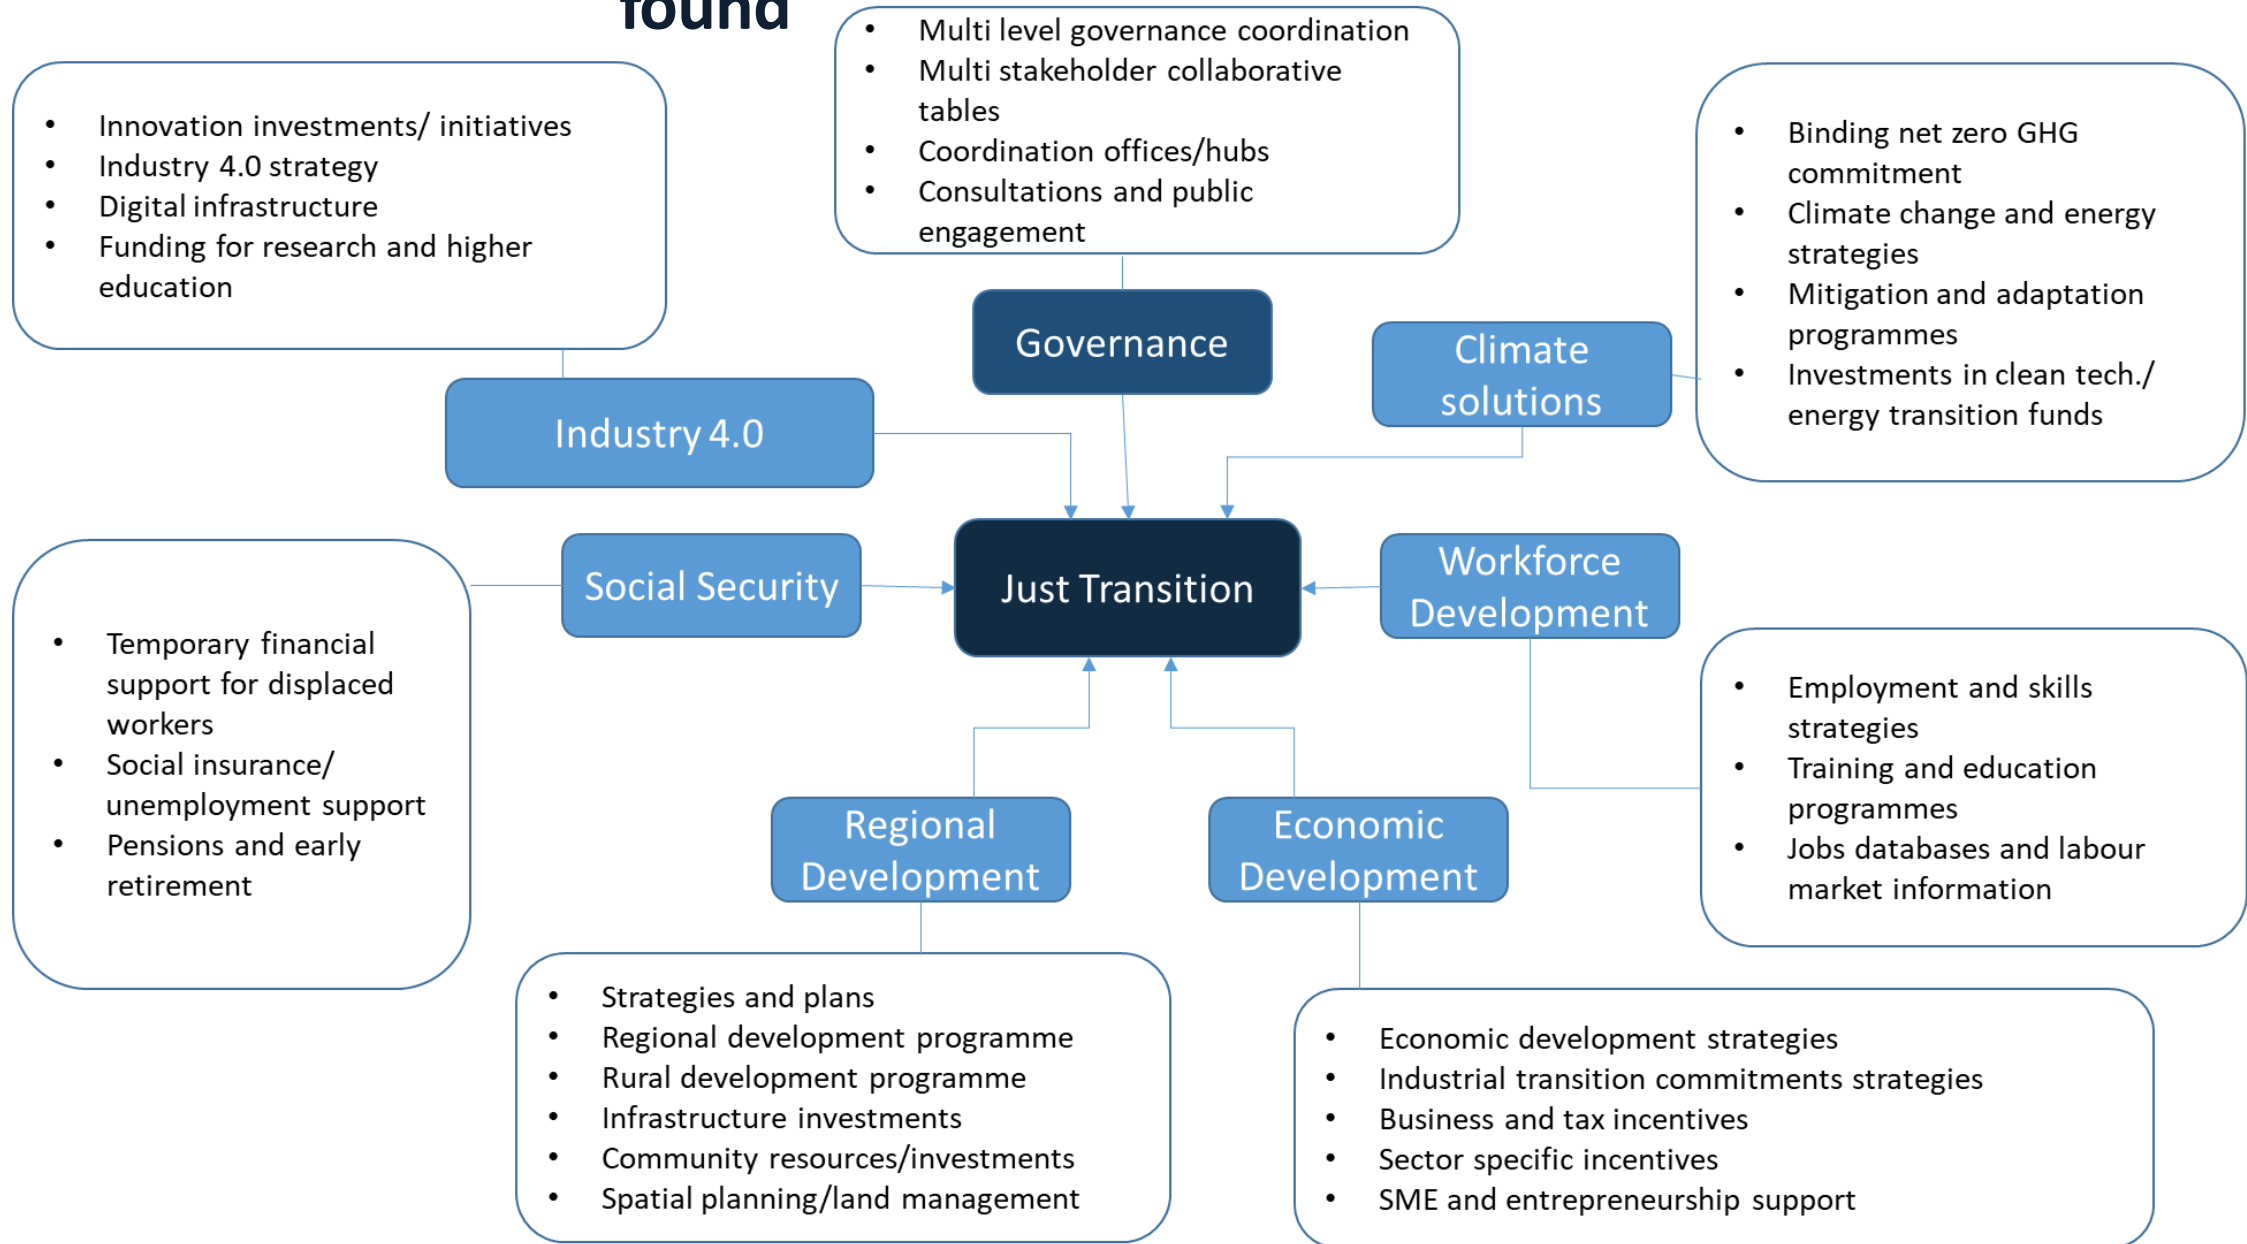 found
• Multi level governance coordination
• Multi stakeholder collaborative
tables
• Coordination offices/hubs
• Consultations and public
engagement
• Innovation investments/ initiatives
• Industry 4.0 strategy
• Digital infrastructure
• Funding for research and higher
education
• Binding net zero GHG
commitment
• Climate change and energy
strategies
• Mitigation and adaptation
programmes
• Investments in clean tech./
energy transition funds
Governance
Climate
solutions
Industry 4.0
Social Security
Just Transition
Workforce
Development
• Temporary financial
support for displaced
workers
• Social insurance/
unemployment support
• Pensions and early
retirement
• Employment and skills
strategies
• Training and education
programmes
• Jobs databases and labour
market information
Regional
Development
Economic
Development
• Strategies and plans
• Regional development programme
• Rural development programme
• Infrastructure investments
• Community resources/investments
• Spatial planning/land management
• Economic development strategies
• Industrial transition commitments strategies
• Business and tax incentives
• Sector specific incentives
• SME and entrepreneurship support